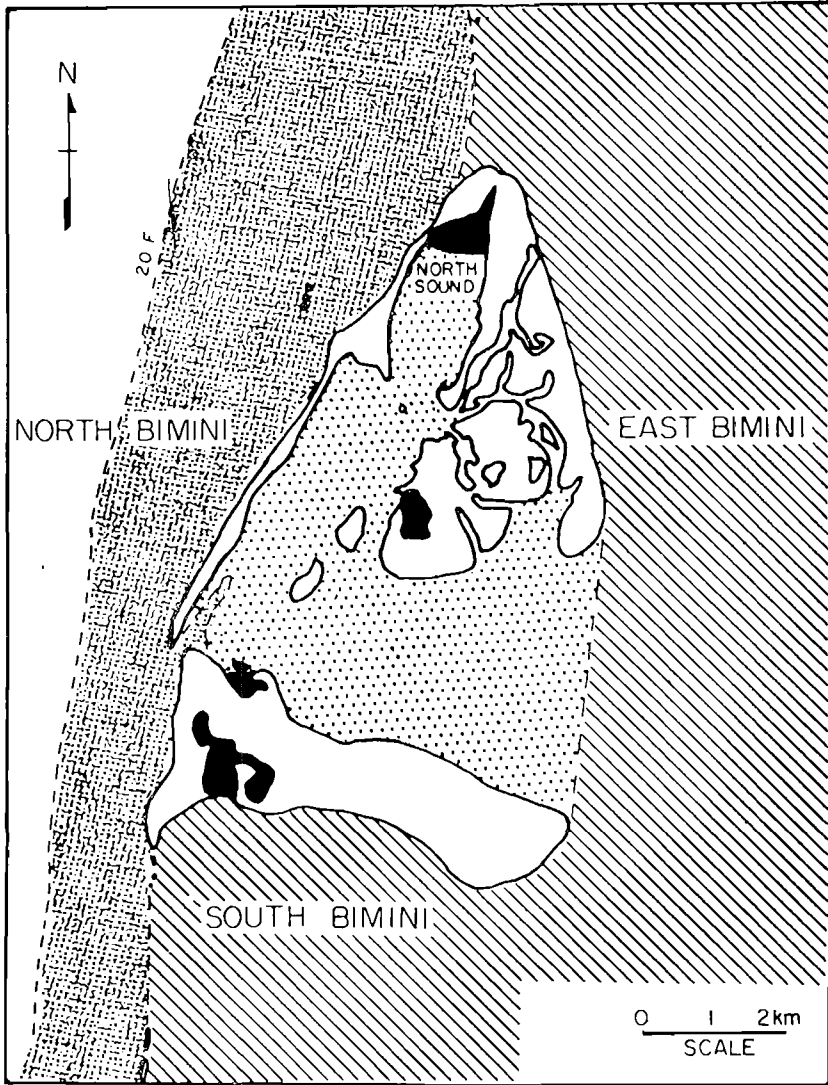 N
20 F
NORTH
SOUND
NORTH BIMINI
EAST BIMINI
SOUTH BIMINI
0 1 2km
SCALE